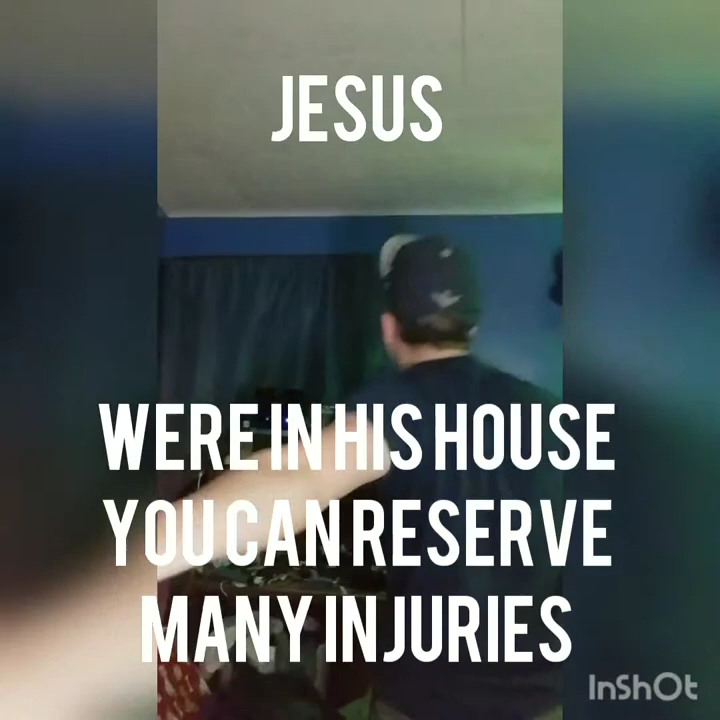 JESUS
WERE IN HIS HOUSE
YOU CAN RESERVE
MANY INJURIES
InShOt